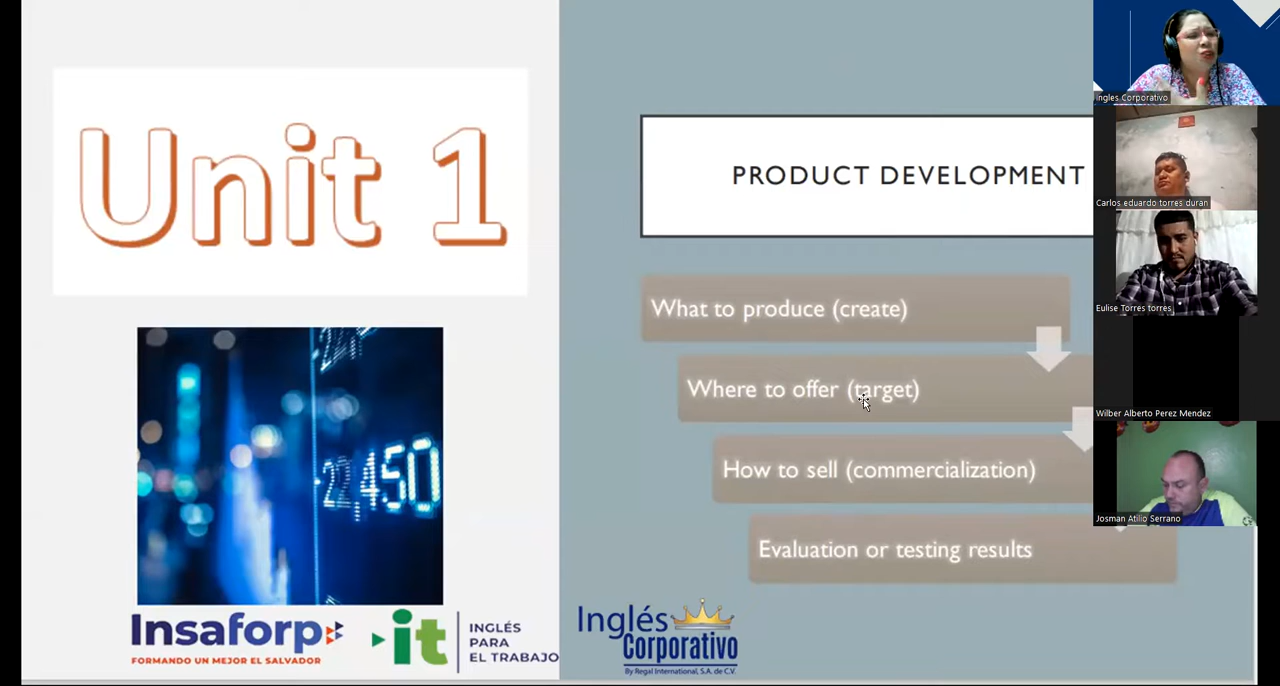 Unit 1
22,450
Insaforp
FORMANDO UN MEJOR EL SALVADOR
it
INGLÉS
PARA
EL TRABAJO
PRODUCT DEVELOPMENT
What to produce (create)
Where to offer (target)
How to sell (commercialization)
Evaluation or testing results
Inglés
Corporativo
By Regal International, S.A. de C.V.
Ingles Corporativo
Carlos eduardo torres duran
Eulise Torres torres
Wilber Alberto Perez Mendez
Josman Atilio Serrano